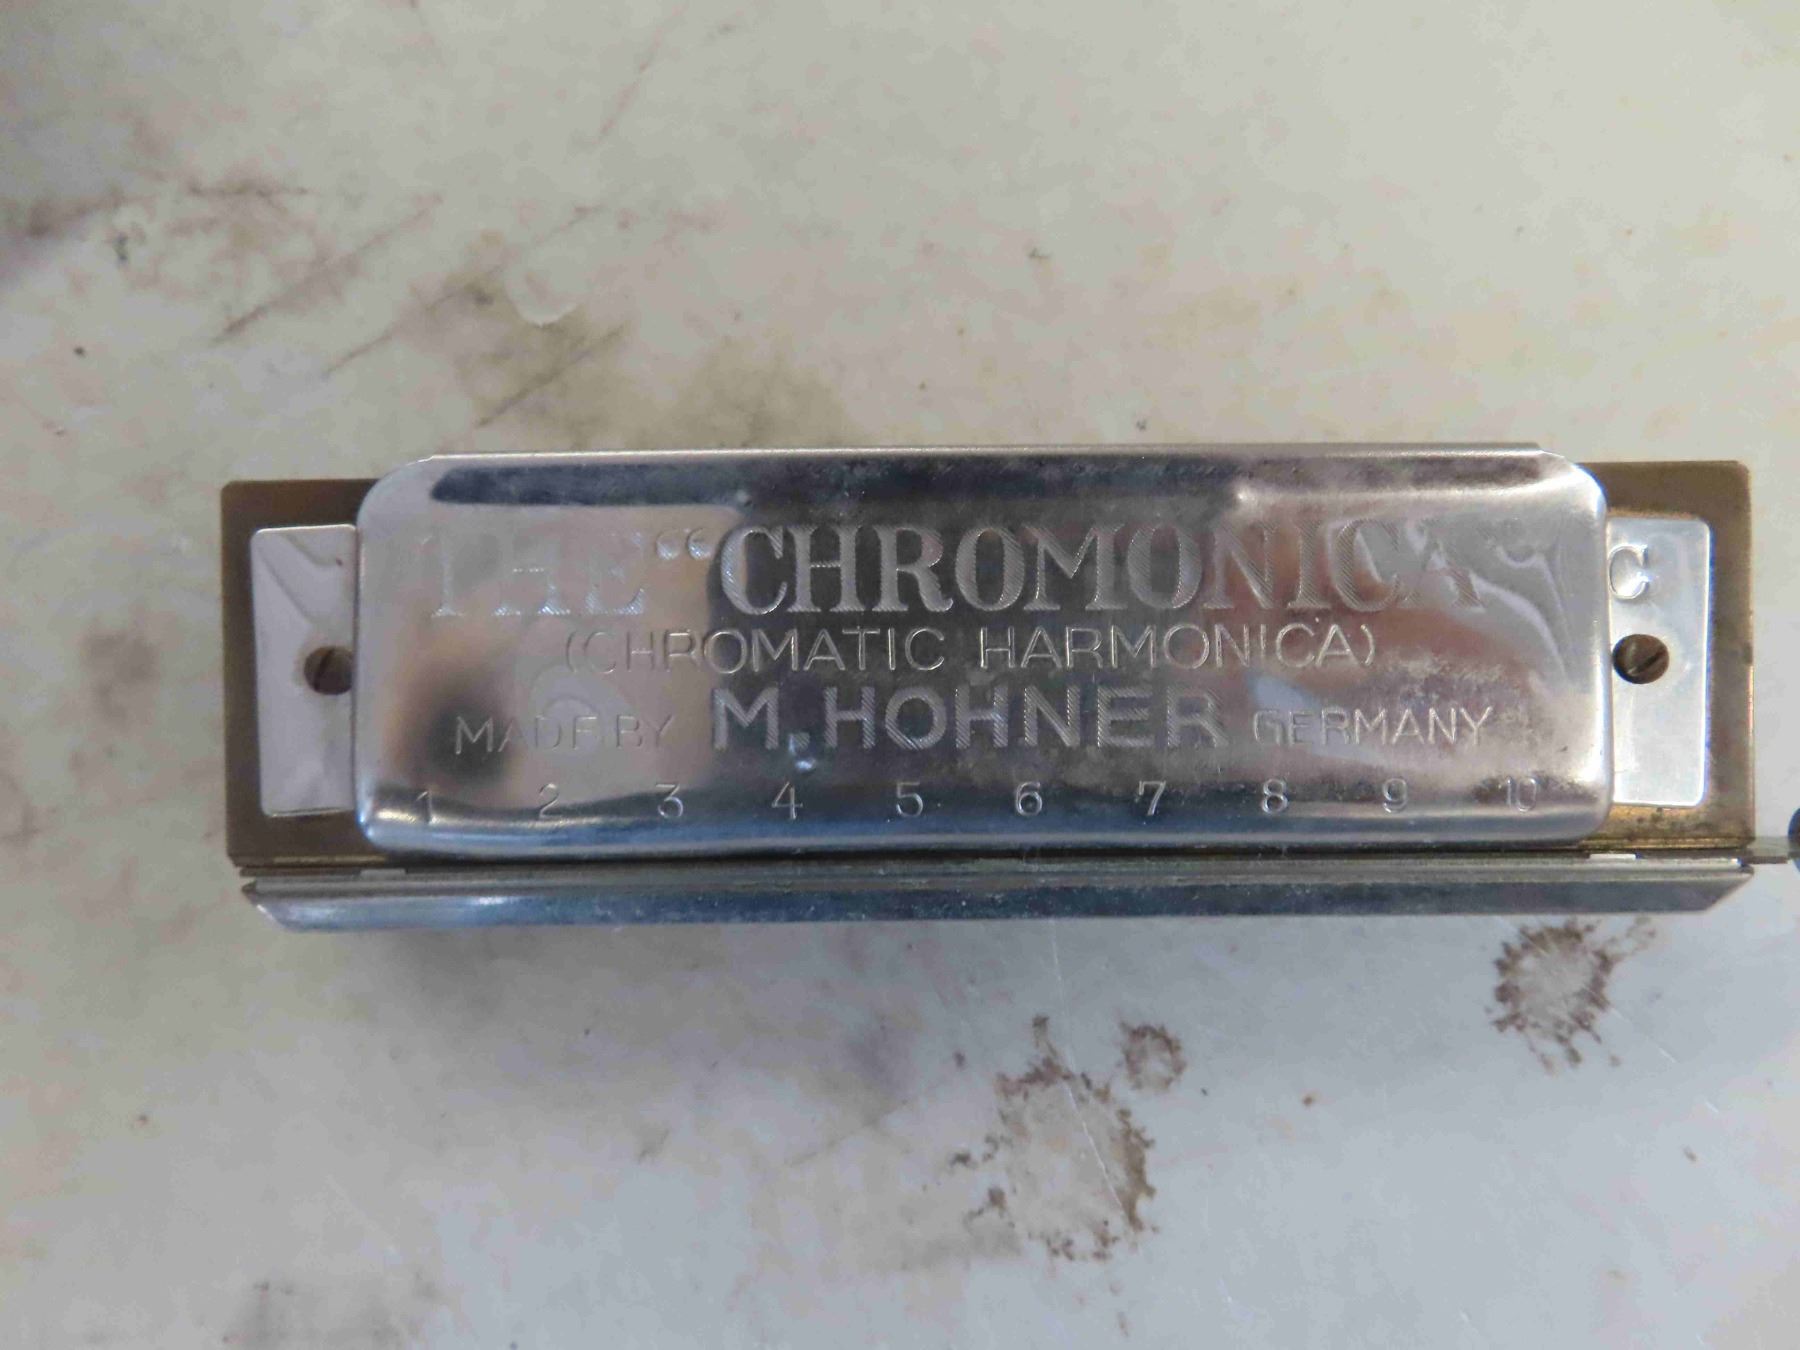 THE "CHROMONICA"
C
(CHROMATIC HARMONICA)
MADE BY M. HOHNER GERMANY
1 2 3 4 5 6 7 8 9 10